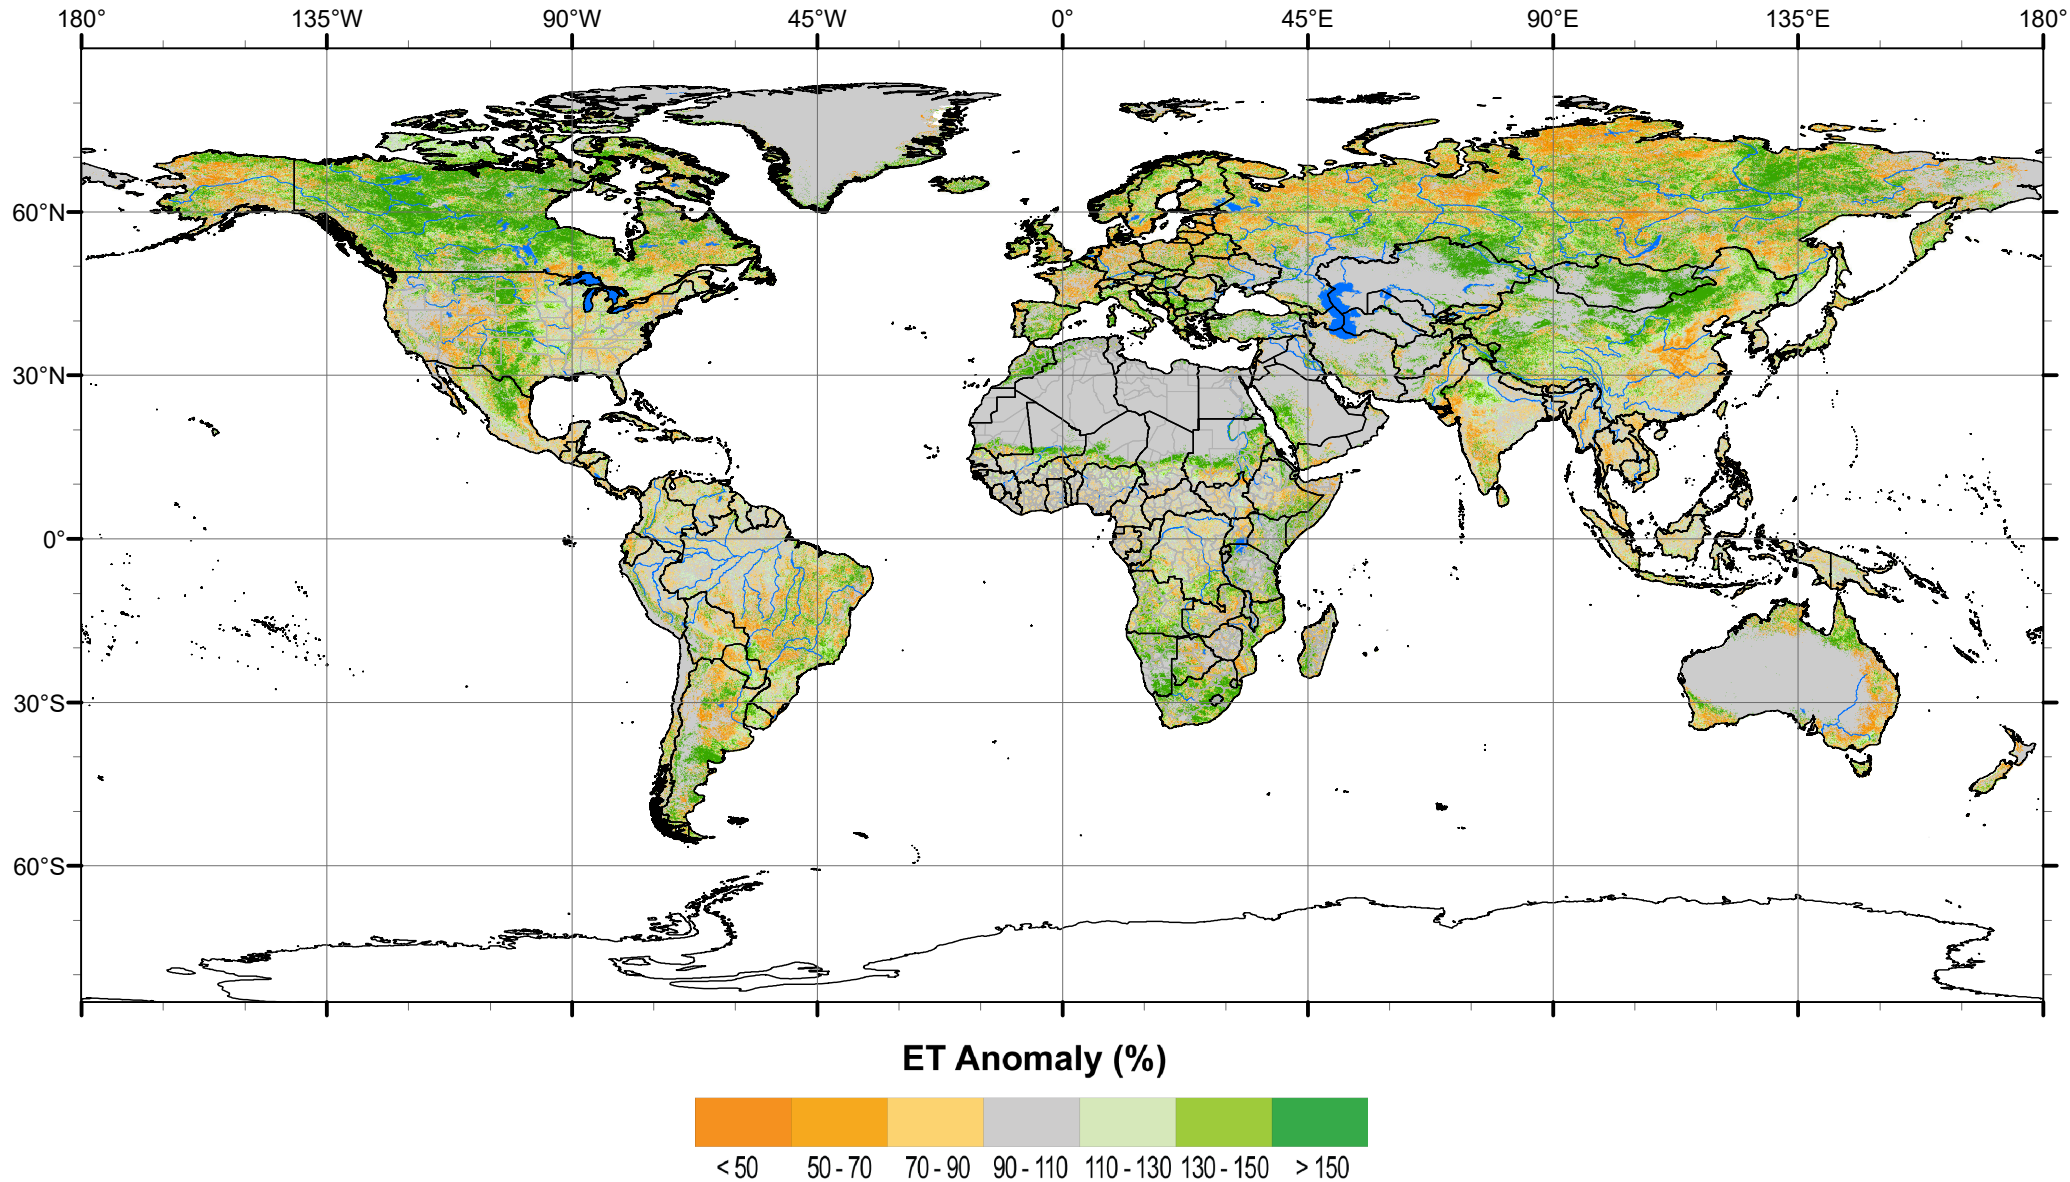 180° 135°W 90°W 45°W 0° 45°E 90°E 135°E 180°
60°N
30°N
0°
30°S
60°S
ET Anomaly (%)
< 50 50 - 70 70 - 90 90 - 110 110 - 130 130 - 150 > 150